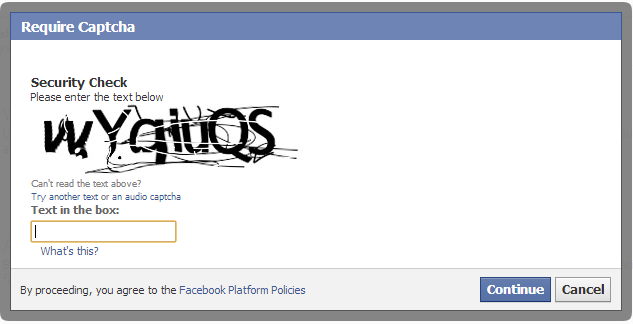 Require Captcha
Security Check
Please enter the text below
Can't read the text above?
Try another text or an audio captcha
Text in the box:
What's this?
By proceeding, you agree to the Facebook Platform Policies
Continue Cancel